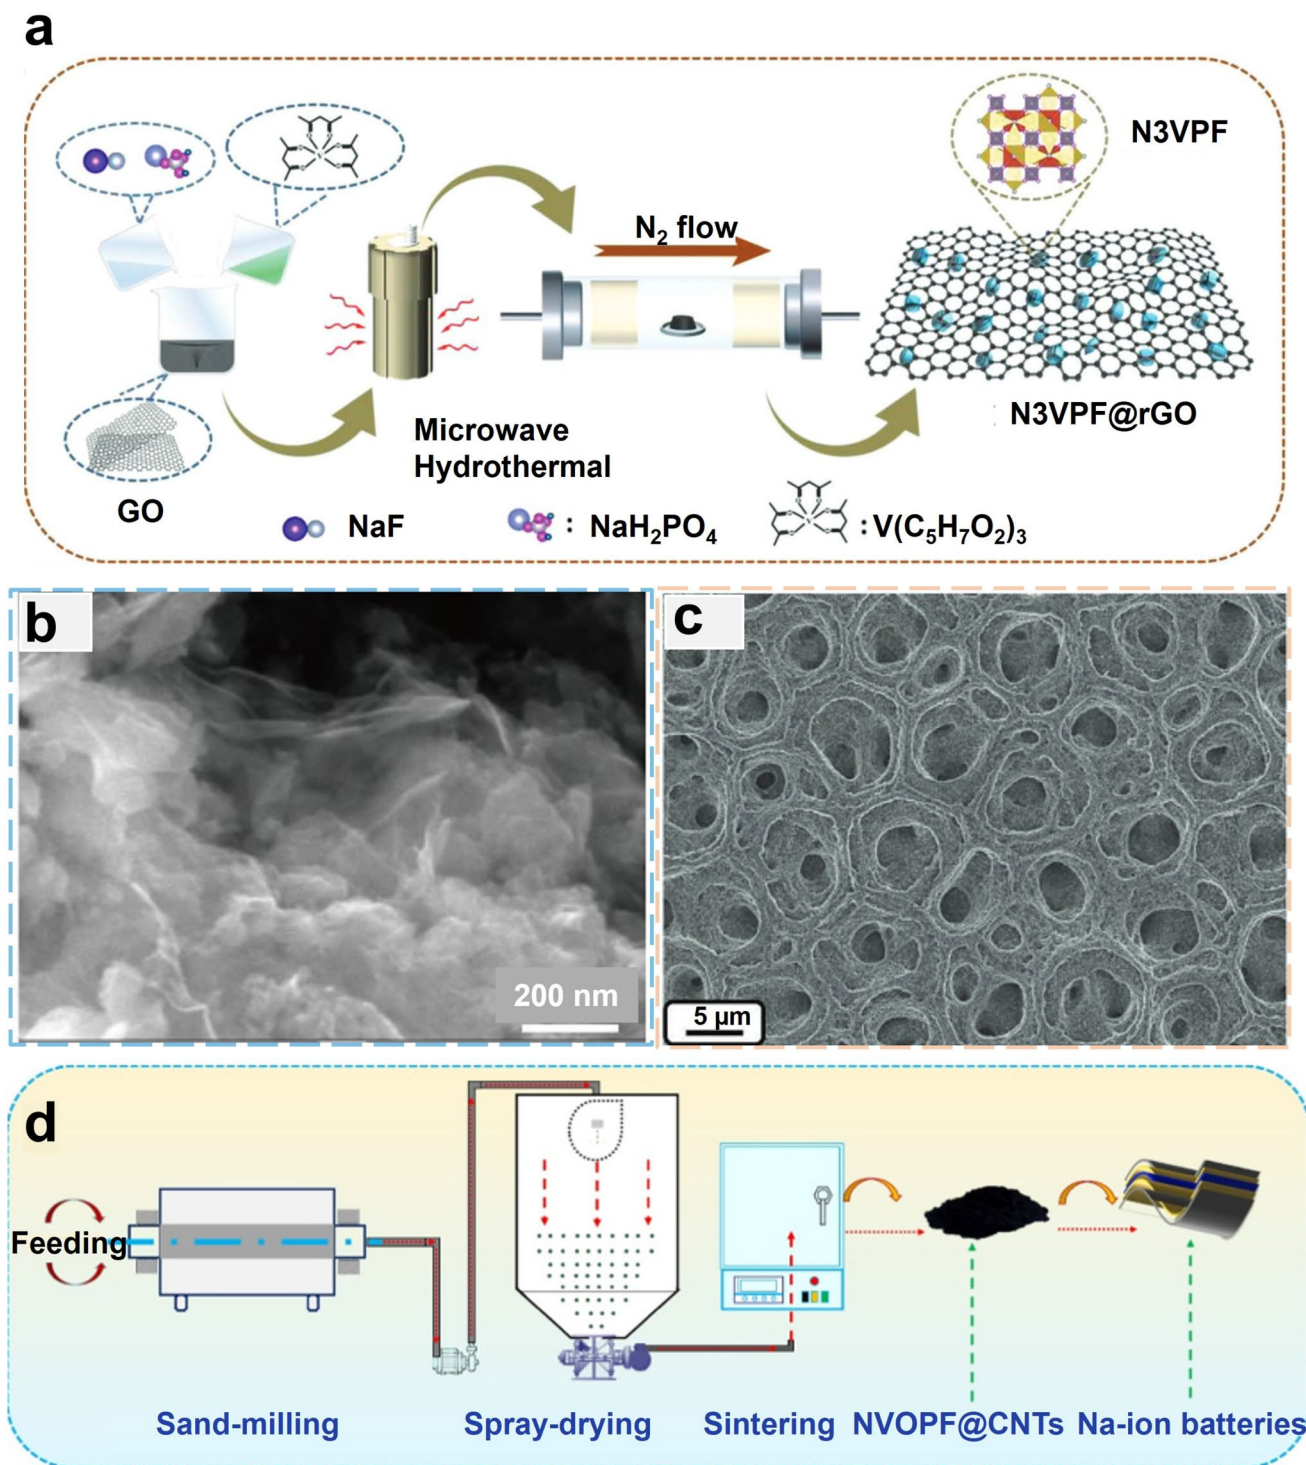 a
N3VPF
N₂ flow
N3VPF@rGO
Microwave
Hydrothermal
GO
NaF
: NaH₂PO₄
: V(C₅H₇O₂)₃
b
200 nm
c
5 µm
d
Feeding
Sand-milling
Spray-drying
Sintering
NVOPF@CNTs
Na-ion batteries